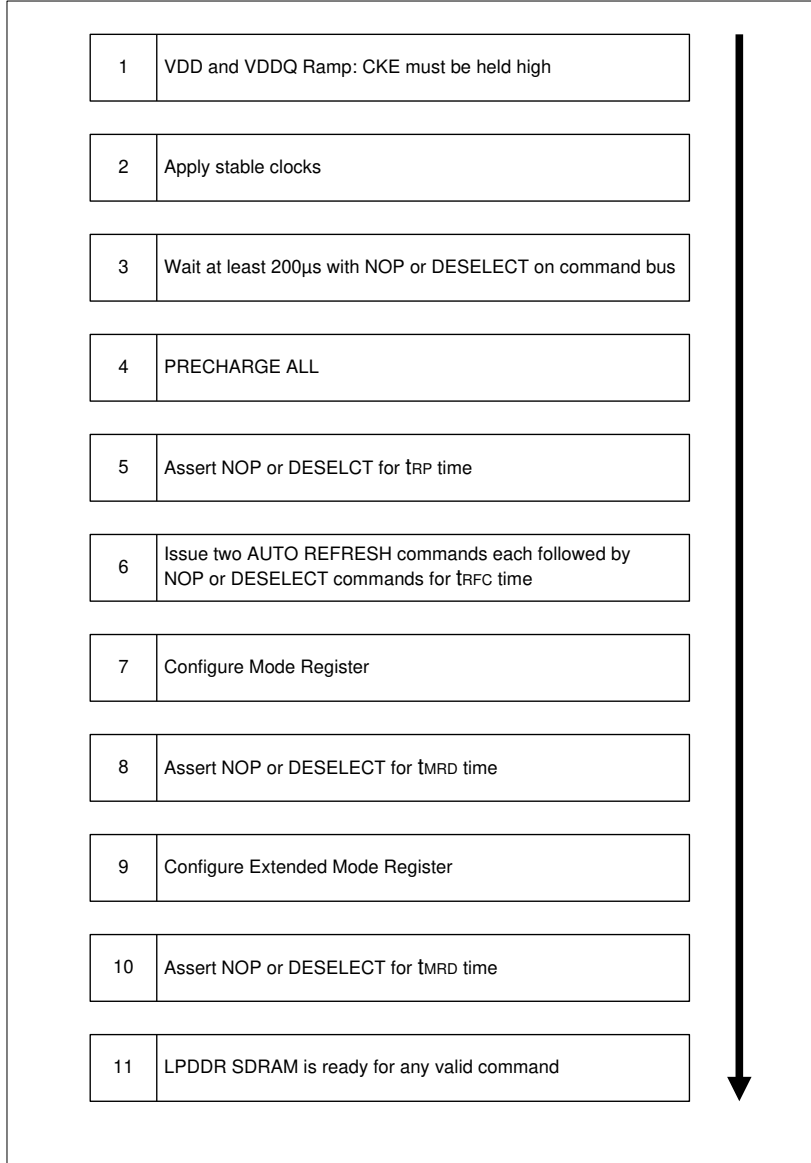 1 VDD and VDDQ Ramp: CKE must be held high
2 Apply stable clocks
3 Wait at least 200µs with NOP or DESELECT on command bus
4 PRECHARGE ALL
5 Assert NOP or DESELCT for tRP time
6 Issue two AUTO REFRESH commands each followed by
NOP or DESELECT commands for tRFC time
7 Configure Mode Register
8 Assert NOP or DESELECT for tMRD time
9 Configure Extended Mode Register
10 Assert NOP or DESELECT for tMRD time
11 LPDDR SDRAM is ready for any valid command